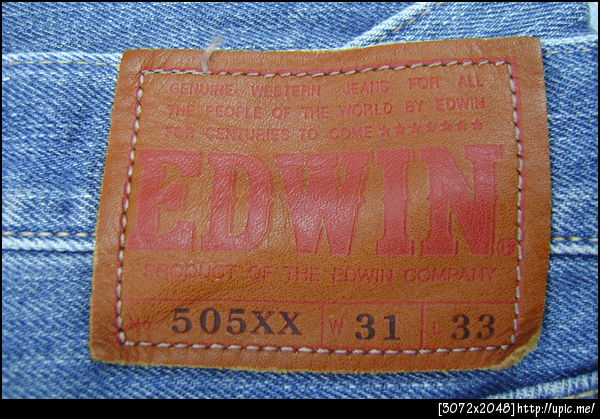 GENUINE WESTERN JEANS FOR ALL
THE PEOPLE OF THE WORLD BY EDWIN
FOR CENTURIES TO COME ★★★★★★★
EDWIN®
PRODUCT OF THE EDWIN COMPANY
505XX W 31 L 33
[3072x2048]http://upic.me/